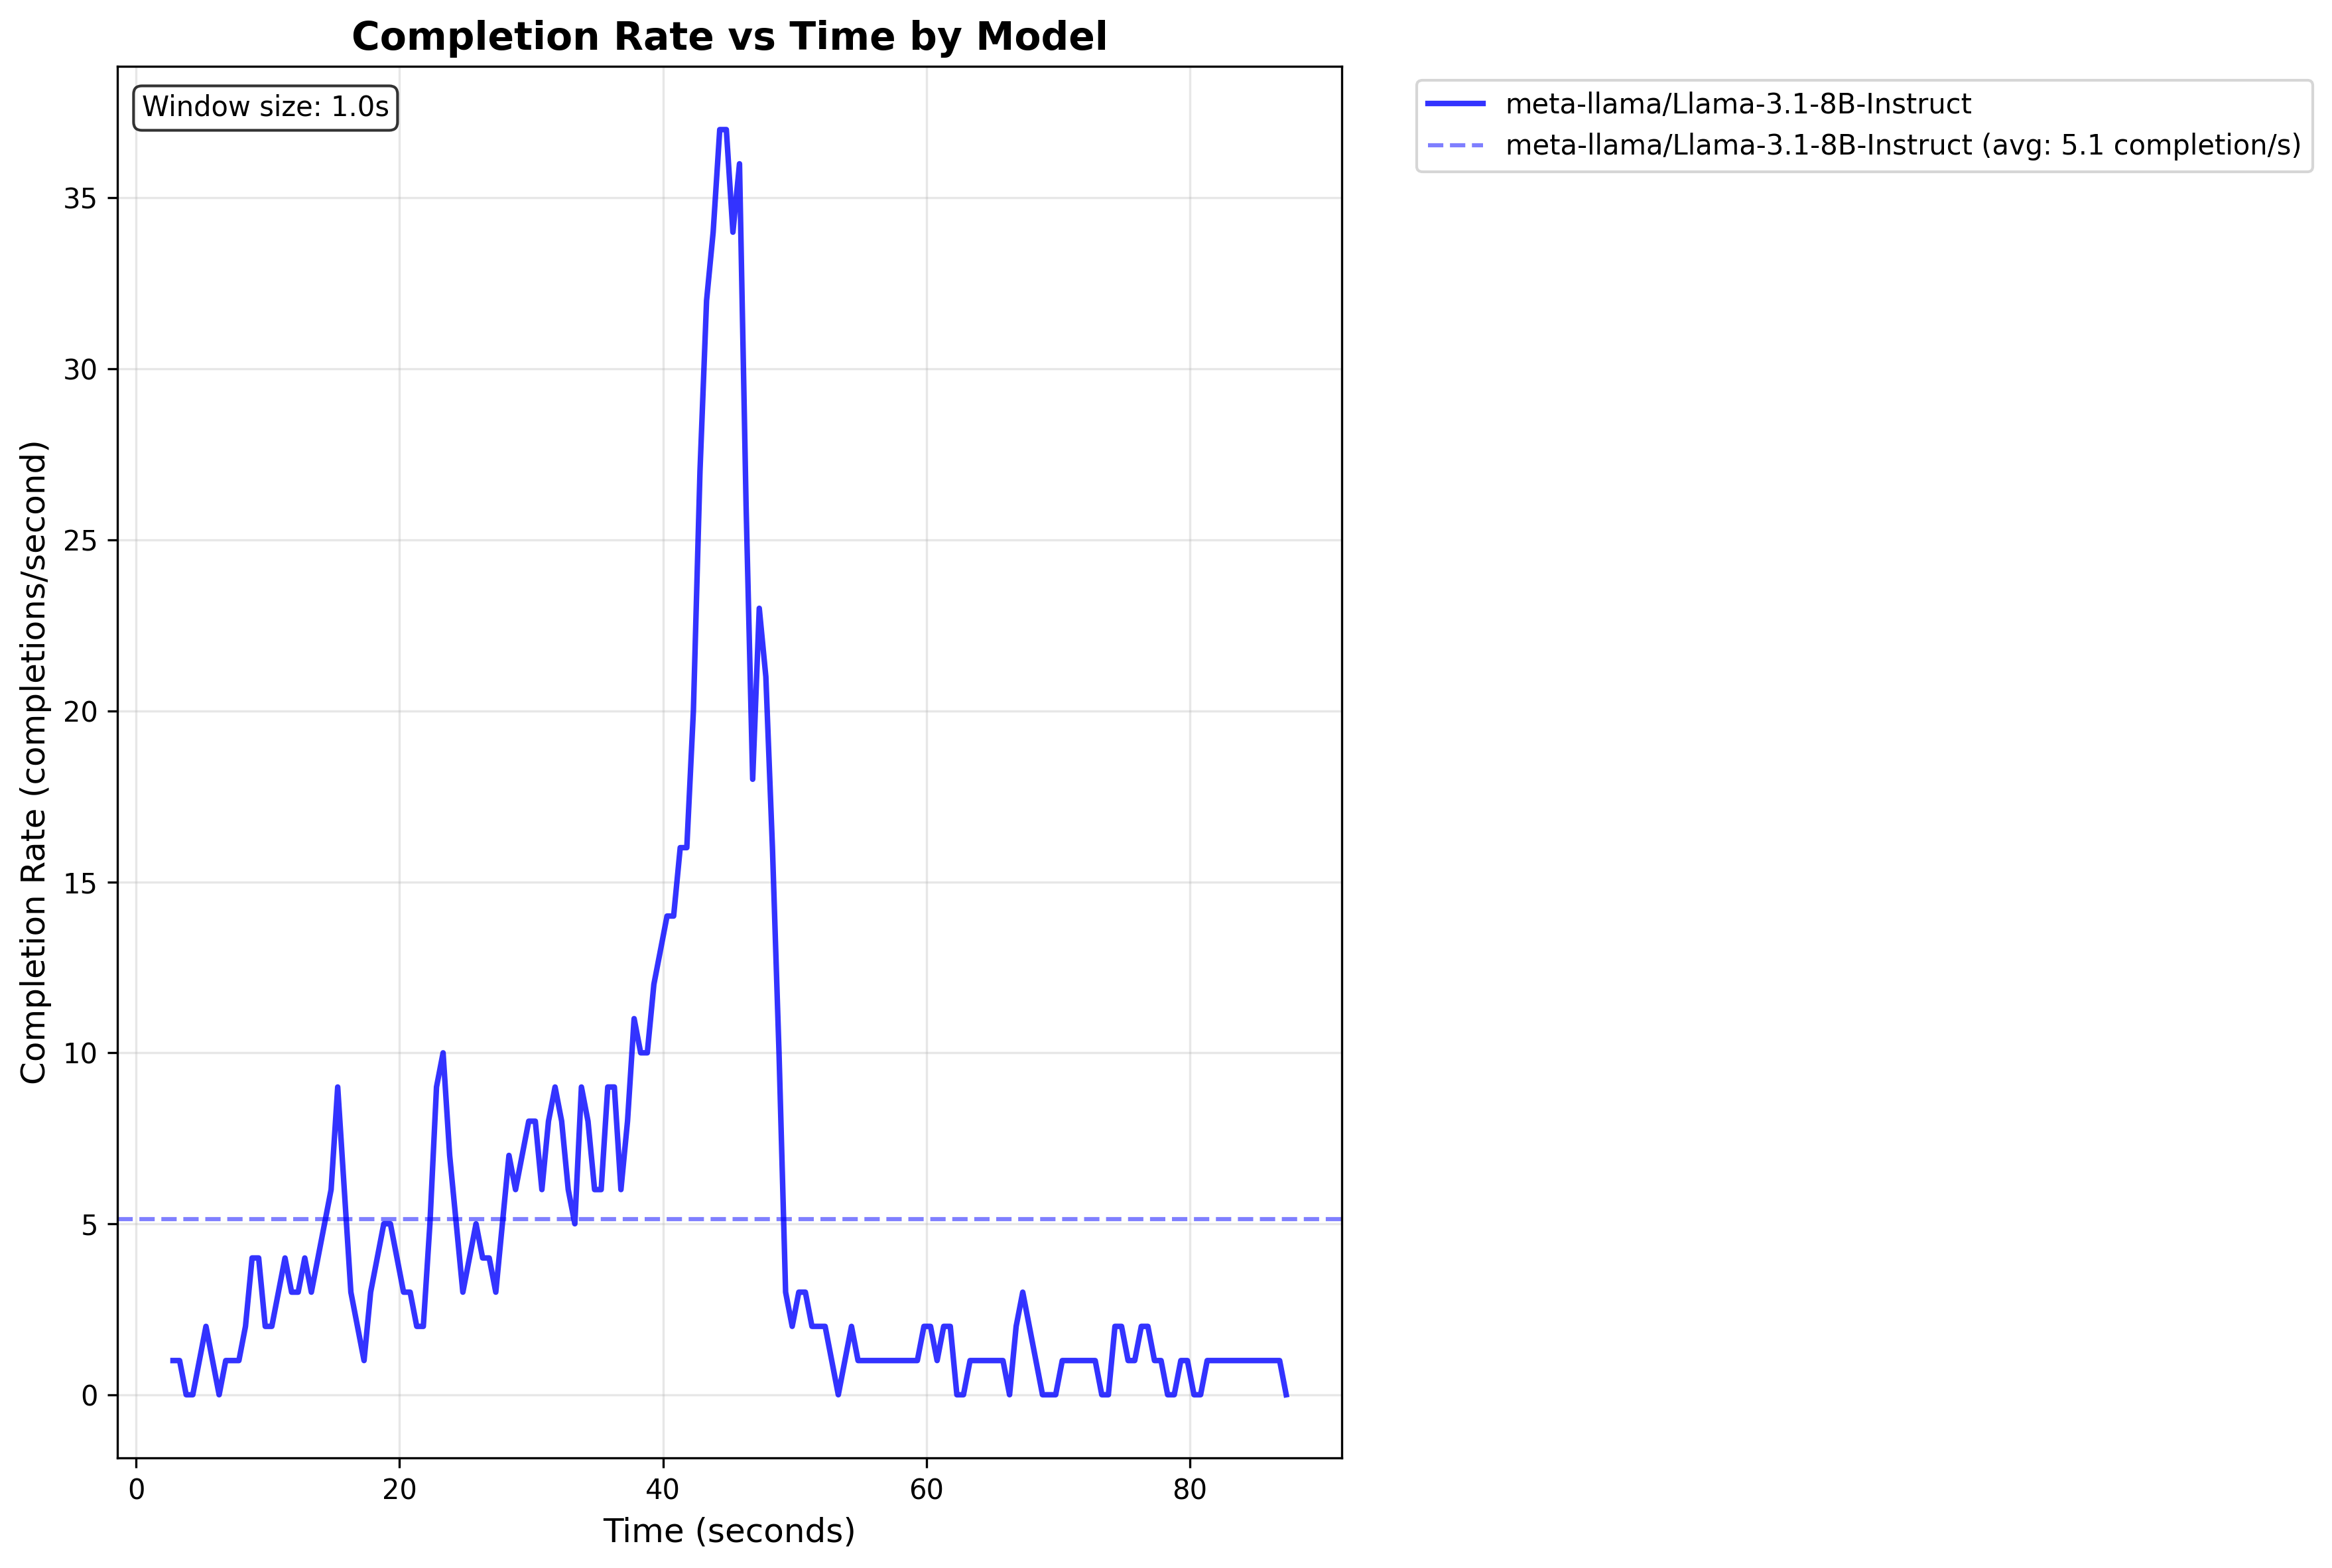 Completion Rate vs Time by Model
Window size: 1.0s
meta-llama/Llama-3.1-8B-Instruct
meta-llama/Llama-3.1-8B-Instruct (avg: 5.1 completion/s)
Completion Rate (completions/second)
35
30
25
20
15
10
5
0
0 20 40 60 80
Time (seconds)